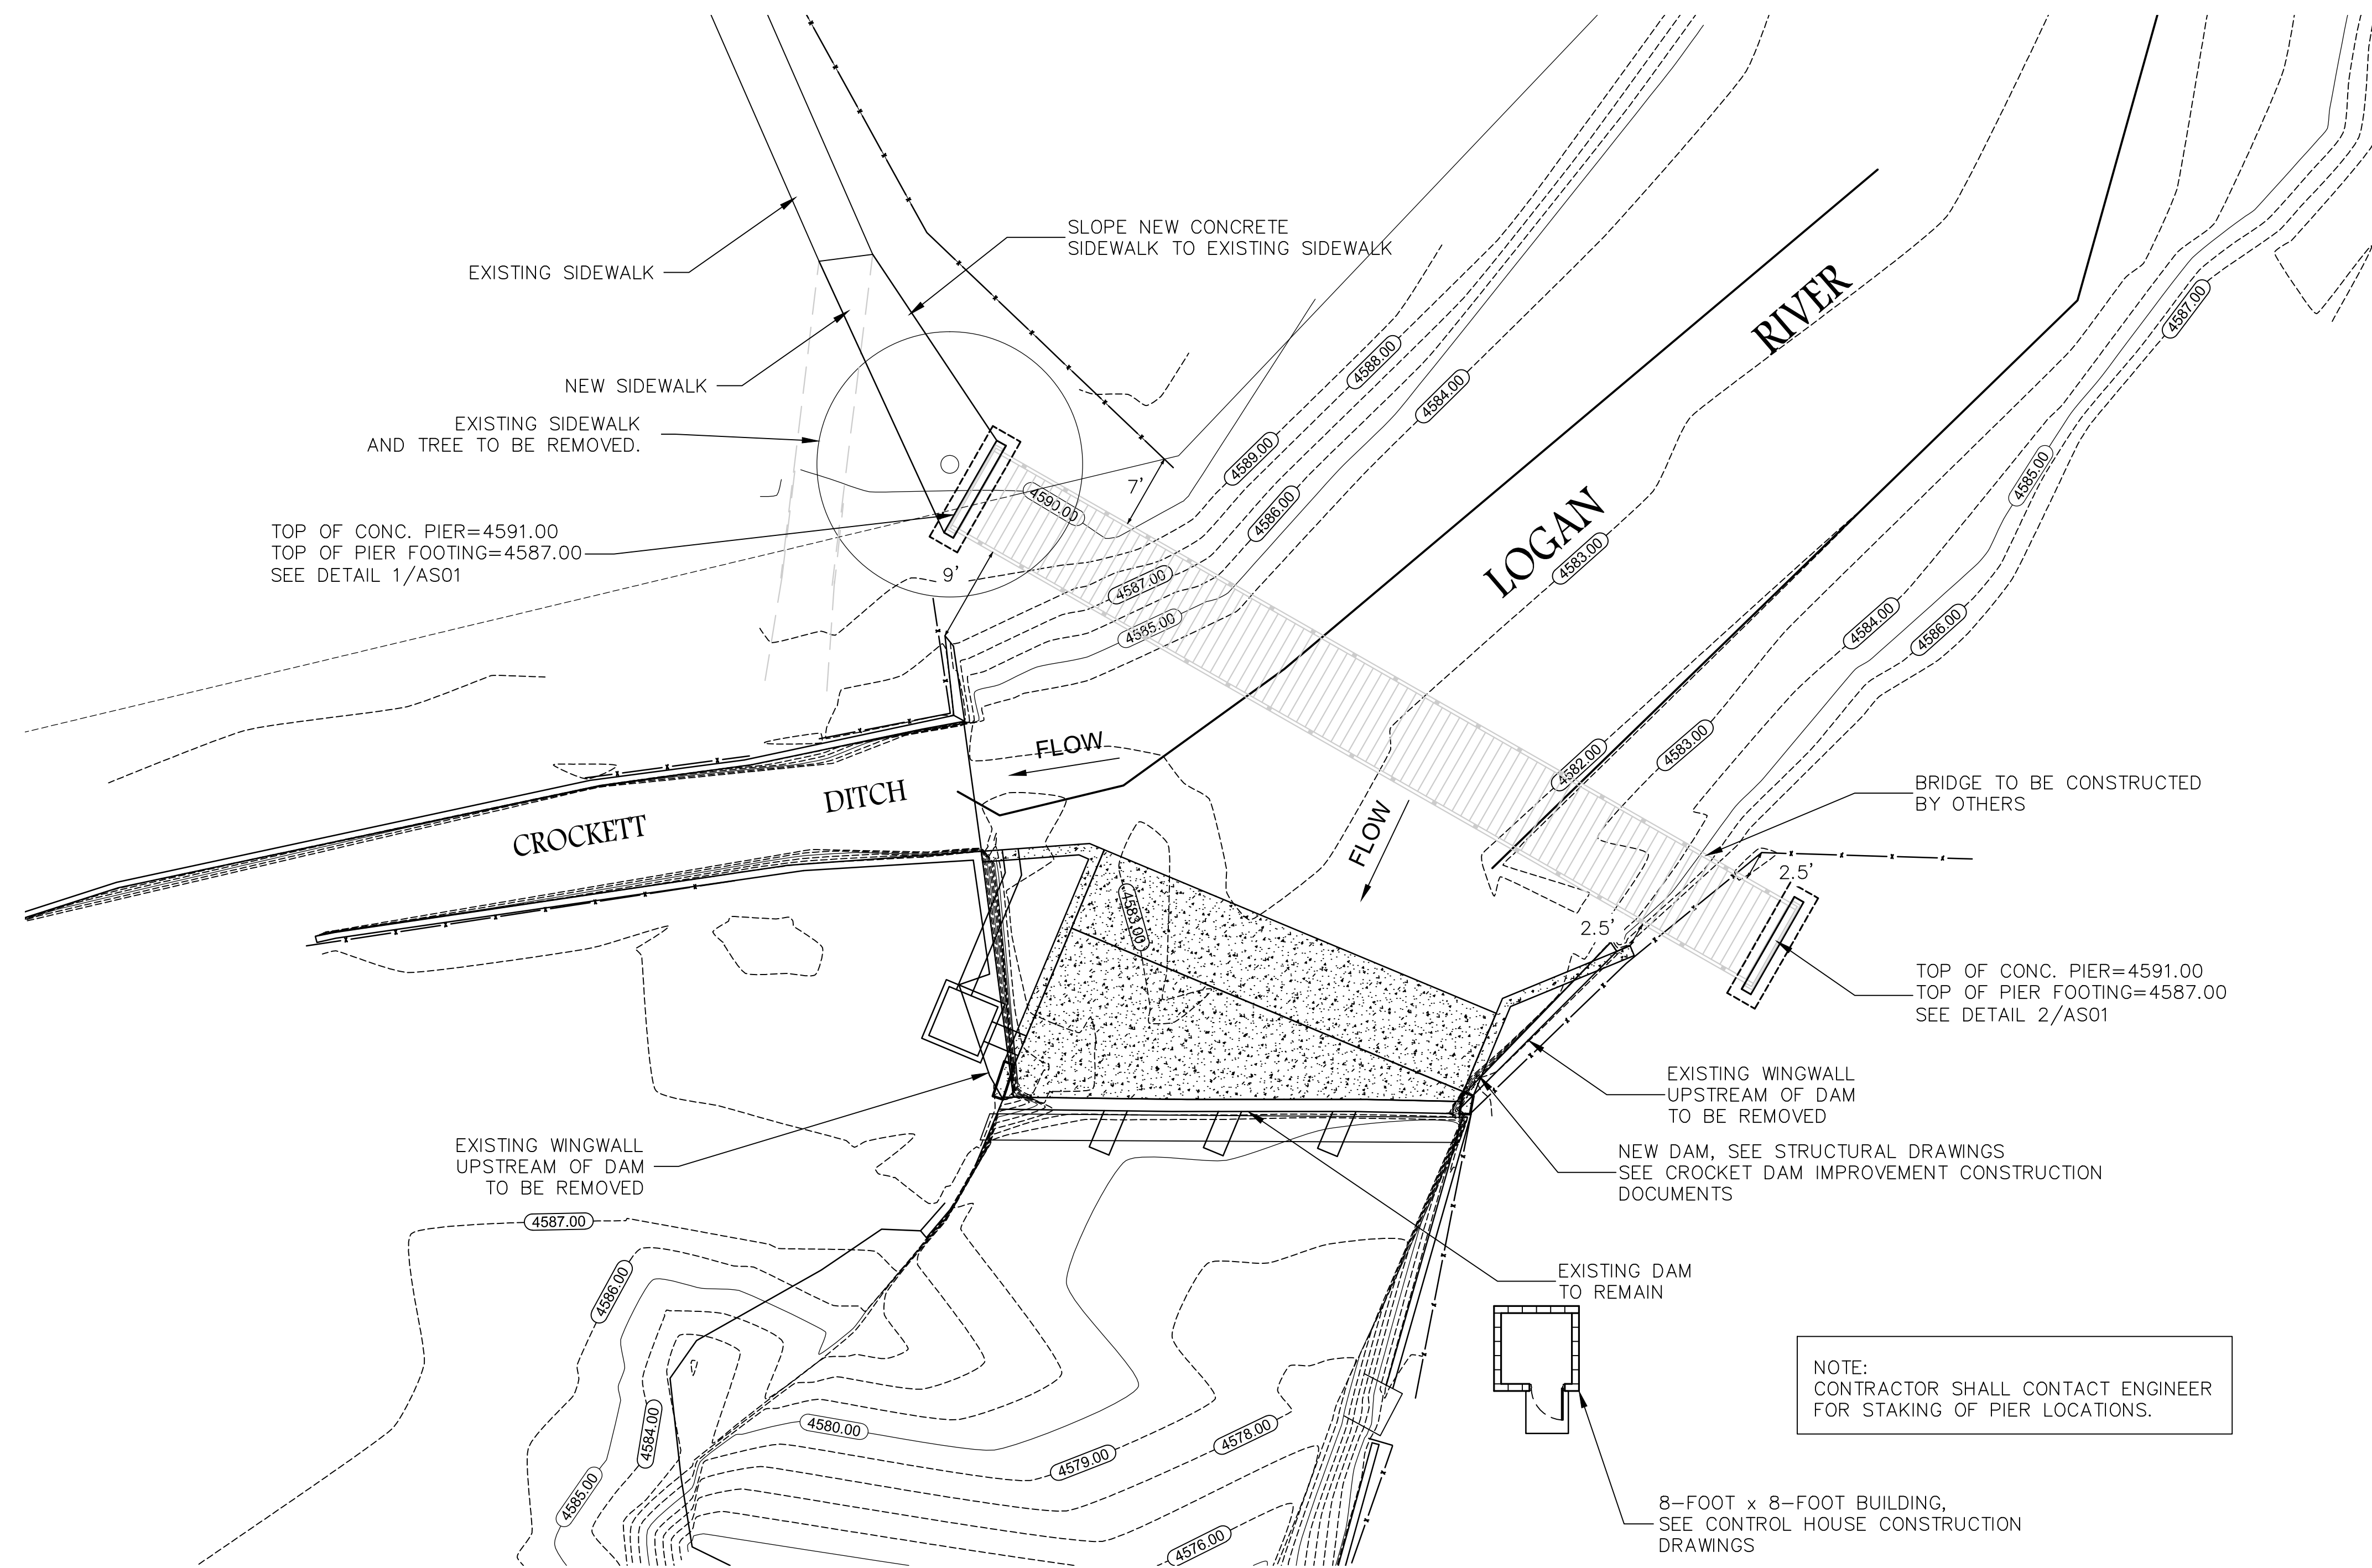 SLOPE NEW CONCRETE
SIDEWALK TO EXISTING SIDEWALK
EXISTING SIDEWALK
NEW SIDEWALK
EXISTING SIDEWALK
AND TREE TO BE REMOVED.
TOP OF CONC. PIER=4591.00
TOP OF PIER FOOTING=4587.00
SEE DETAIL 1/AS01
7'
9'
4590.00
4589.00
4588.00
4587.00
4586.00
4585.00
4584.00
LOGAN
RIVER
4583.00
4582.00
4583.00
4584.00
4585.00
4586.00
4587.00
FLOW
FLOW
CROCKETT
DITCH
4583.00
BRIDGE TO BE CONSTRUCTED
BY OTHERS
2.5'
2.5'
TOP OF CONC. PIER=4591.00
TOP OF PIER FOOTING=4587.00
SEE DETAIL 2/AS01
EXISTING WINGWALL
UPSTREAM OF DAM
TO BE REMOVED
NEW DAM, SEE STRUCTURAL DRAWINGS
SEE CROCKET DAM IMPROVEMENT CONSTRUCTION
DOCUMENTS
EXISTING WINGWALL
UPSTREAM OF DAM
TO BE REMOVED
EXISTING DAM
TO REMAIN
4587.00
4586.00
4585.00
4584.00
4580.00
4579.00
4578.00
4576.00
NOTE:
CONTRACTOR SHALL CONTACT ENGINEER
FOR STAKING OF PIER LOCATIONS.
8-FOOT x 8-FOOT BUILDING,
SEE CONTROL HOUSE CONSTRUCTION
DRAWINGS